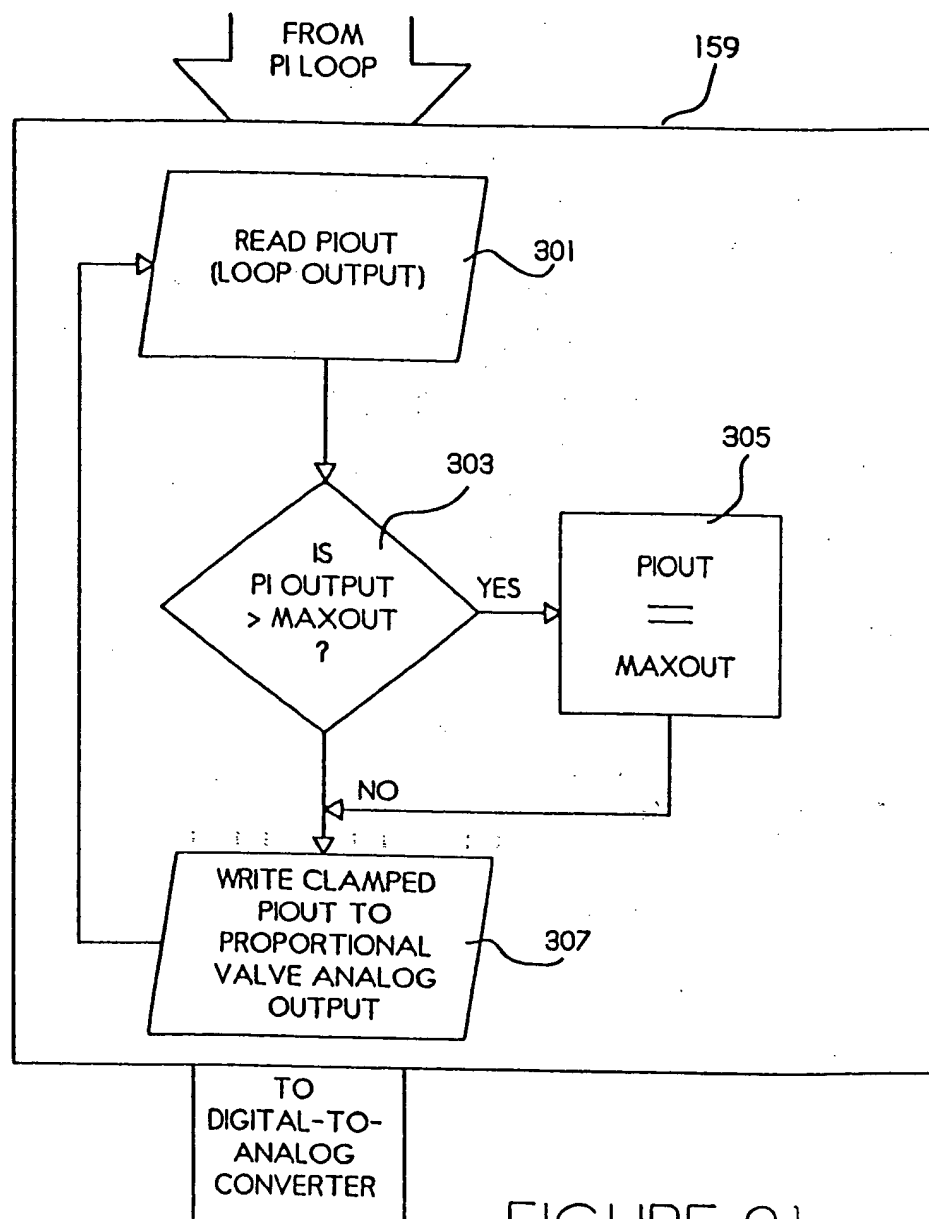 FROM
PI LOOP
159
READ PIOUT
(LOOP OUTPUT)
301
303
IS
PI OUTPUT
> MAXOUT
?
YES
305
PIOUT
=
MAXOUT
NO
WRITE CLAMPED
PIOUT TO
PROPORTIONAL
VALVE ANALOG
OUTPUT
307
TO
DIGITAL-TO-
ANALOG
CONVERTER